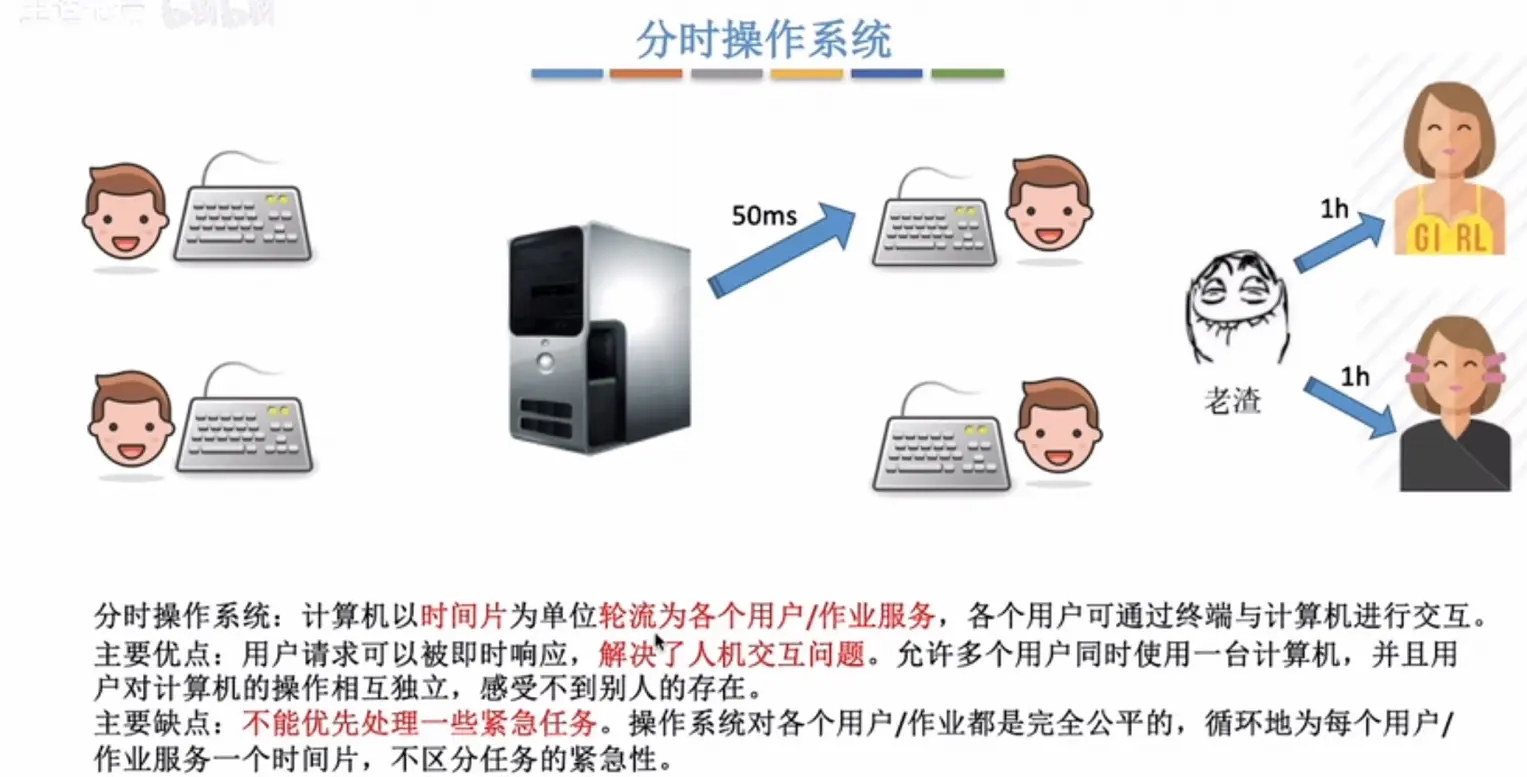 分时操作系统
50ms
1h
GIRL
老渣
1h
分时操作系统：计算机以时间片为单位轮流为各个用户/作业服务，各个用户可通过终端与计算机进行交互。
主要优点：用户请求可以被即时响应，解决了人机交互问题。允许多个用户同时使用一台计算机，并且用
户对计算机的操作相互独立，感受不到别人的存在。
主要缺点：不能优先处理一些紧急任务。操作系统对各个用户/作业都是完全公平的，循环地为每个用户/
作业服务一个时间片，不区分任务的紧急性。